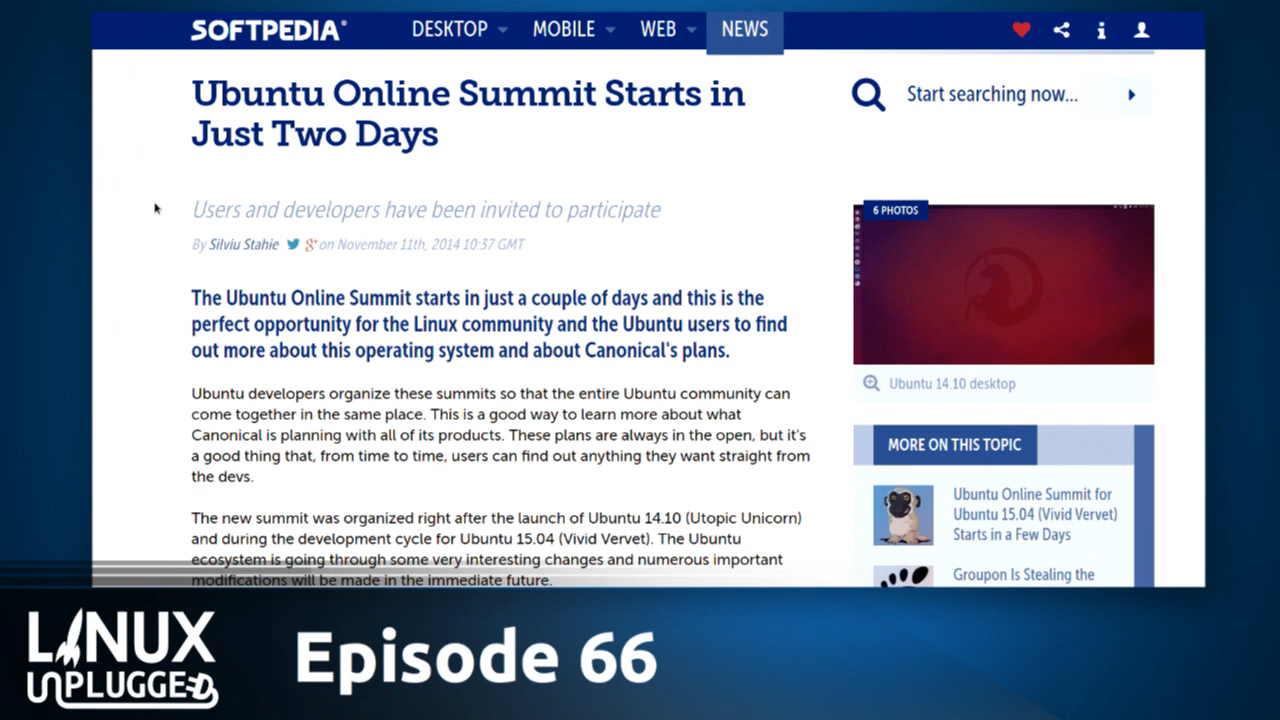 SOFTPEDIA®
DESKTOP
MOBILE
WEB
NEWS
Ubuntu Online Summit Starts in
Just Two Days
Start searching now...
Users and developers have been invited to participate
By Silviu Stahie on November 11th, 2014 10:37 GMT
6 PHOTOS
The Ubuntu Online Summit starts in just a couple of days and this is the
perfect opportunity for the Linux community and the Ubuntu users to find
out more about this operating system and about Canonical's plans.
Ubuntu 14.10 desktop
Ubuntu developers organize these summits so that the entire Ubuntu community can
come together in the same place. This is a good way to learn more about what
Canonical is planning with all of its products. These plans are always in the open, but it's
a good thing that, from time to time, users can find out anything they want straight from
the devs.
The new summit was organized right after the launch of Ubuntu 14.10 (Utopic Unicorn)
and during the development cycle for Ubuntu 15.04 (Vivid Vervet). The Ubuntu
ecosystem is going through some very interesting changes and numerous important
modifications will be made in the immediate future.
MORE ON THIS TOPIC
Ubuntu Online Summit for
Ubuntu 15.04 (Vivid Vervet)
Starts in a Few Days
Groupon Is Stealing the
LINUX
UNPLUGGED
Episode 66